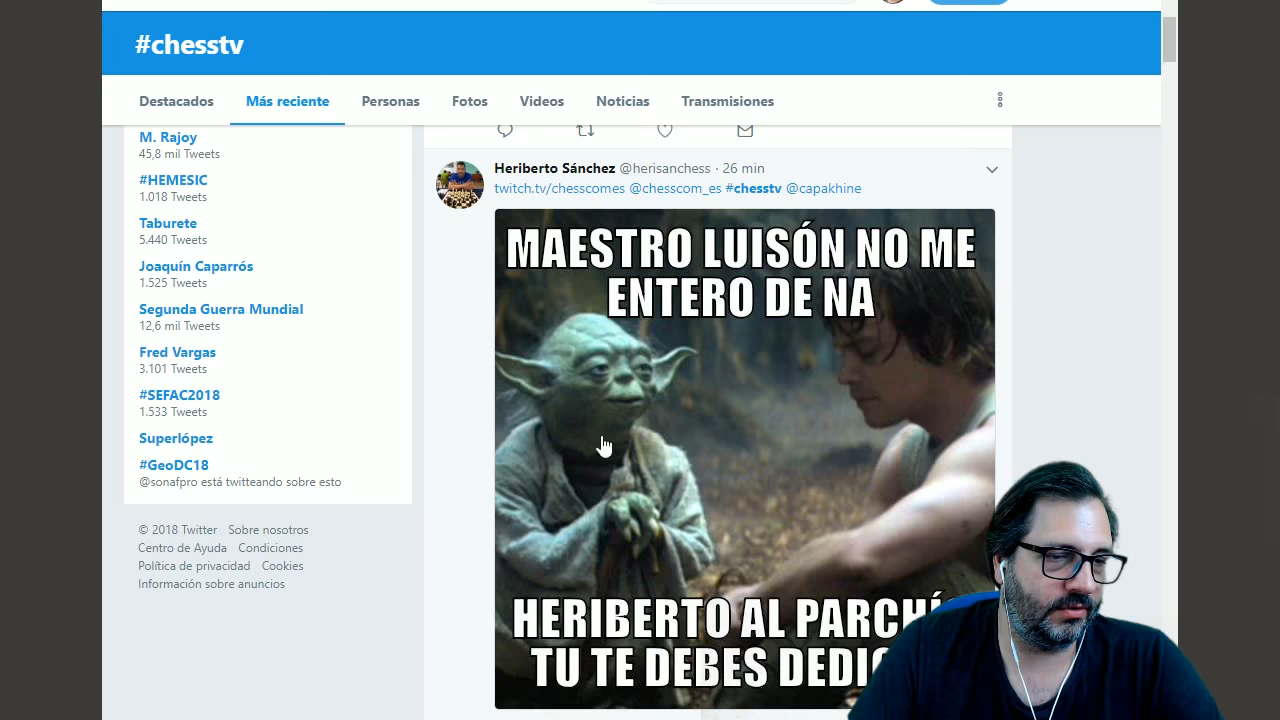 #chesstv
Destacados Más reciente Personas Fotos Videos Noticias Transmisiones
M. Rajoy
45,8 mil Tweets
#HEMESIC
1.018 Tweets
Taburete
5.440 Tweets
Joaquín Caparrós
1.525 Tweets
Segunda Guerra Mundial
12,6 mil Tweets
Fred Vargas
3.101 Tweets
#SEFAC2018
1.533 Tweets
Superlópez
#GeoDC18
@sonafpro está twitteando sobre esto
© 2018 Twitter Sobre nosotros
Centro de Ayuda Condiciones
Política de privacidad Cookies
Información sobre anuncios
Heriberto Sánchez @herisanchess · 26 min
twitch.tv/chesscomes @chesscom_es #chesstv @capakhine
MAESTRO LUISÓN NO ME
ENTERO DE NA
HERIBERTO AL
TU TE DEBES